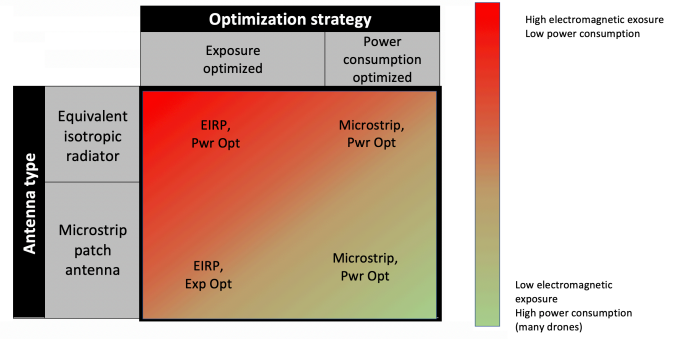 Optimization strategy
Exposure
optimized
Power
consumption
optimized
Antenna type
Equivalent
isotropic
radiator
Microstrip
patch
antenna
EIRP,
Pwr Opt
Microstrip,
Pwr Opt
EIRP,
Exp Opt
Microstrip,
Pwr Opt
High electromagnetic exosure
Low power consumption
Low electromagnetic
exposure
High power consumption
(many drones)